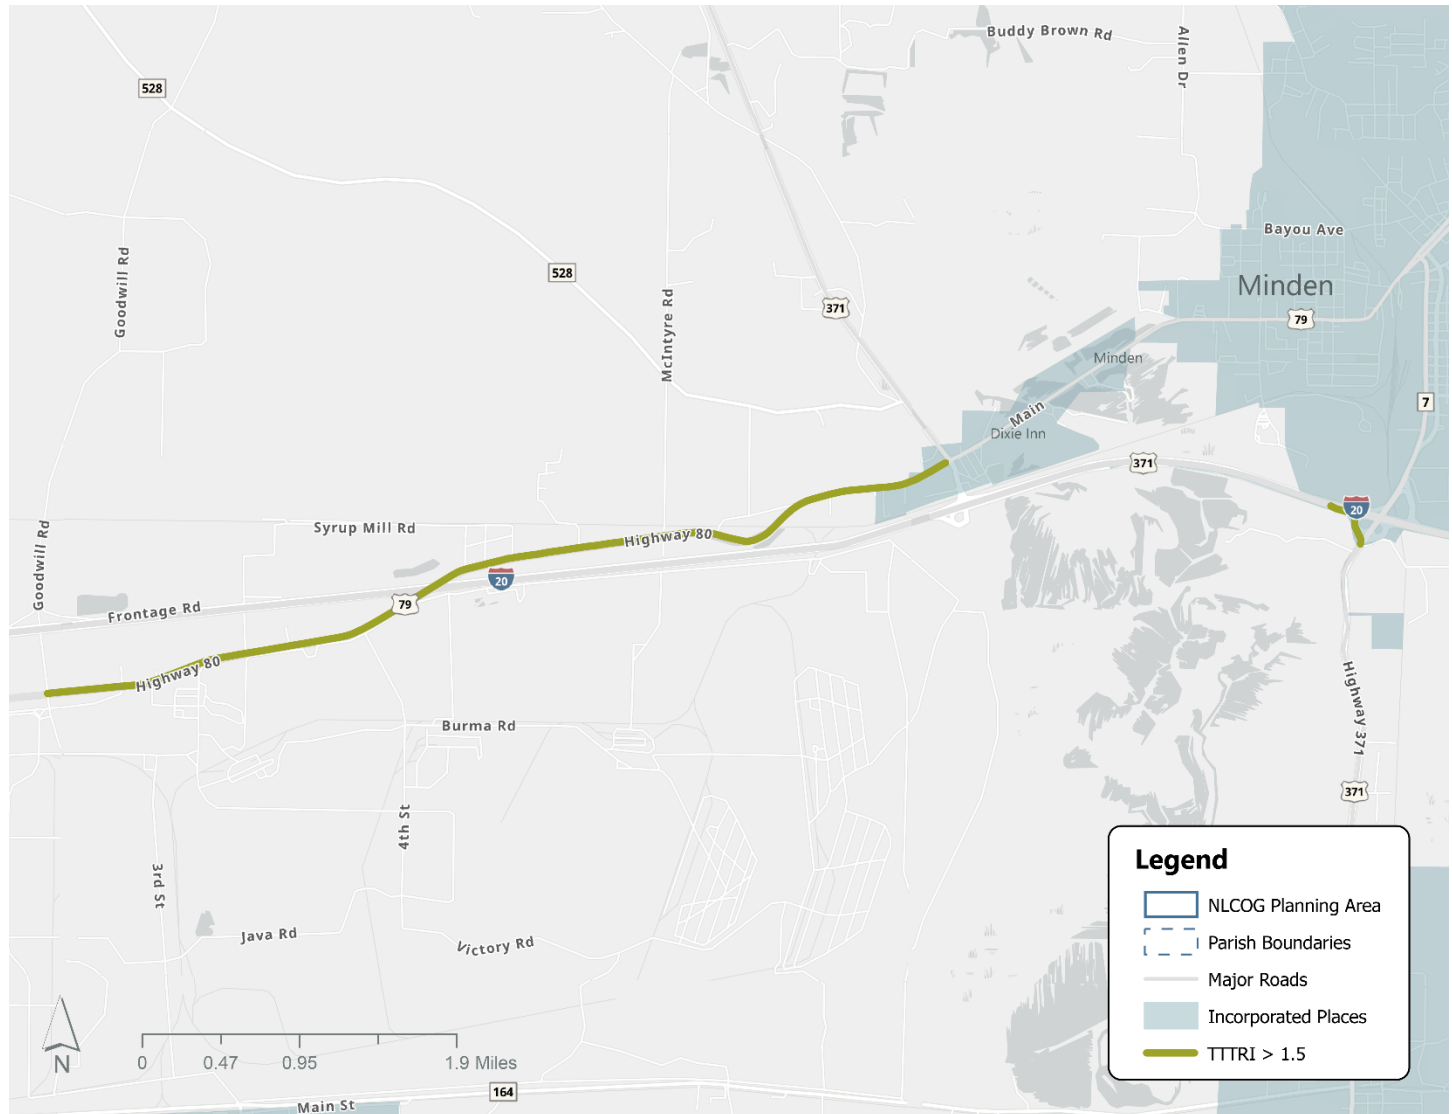 Buddy Brown Rd
Allen Dr
528
Bayou Ave
Goodwill Rd
528
Minden
McIntyre Rd
371
79
Minden
7
Main
Dixie Inn
371
20
Syrup Mill Rd
Highway 80
Goodwill Rd
20
79
Frontage Rd
Highway 80
Highway 371
Burma Rd
371
4th St
3rd St
Java Rd
Victory Rd
Legend
NLCOG Planning Area
Parish Boundaries
Major Roads
Incorporated Places
TTTRI > 1.5
N
0 0.47 0.95 1.9 Miles
164
Main St